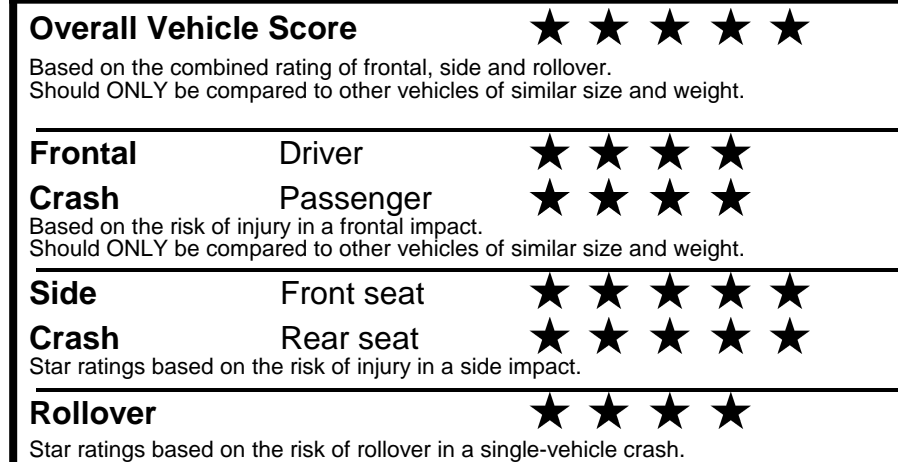 Overall Vehicle Score ★ ★ ★ ★ ★
Based on the combined rating of frontal, side and rollover.
Should ONLY be compared to other vehicles of similar size and weight.
Frontal Driver ★ ★ ★ ★
Crash Passenger ★ ★ ★ ★
Based on the risk of injury in a frontal impact.
Should ONLY be compared to other vehicles of similar size and weight.
Side Front seat ★ ★ ★ ★ ★
Crash Rear seat ★ ★ ★ ★ ★
Star ratings based on the risk of injury in a side impact.
Rollover ★ ★ ★ ★
Star ratings based on the risk of rollover in a single-vehicle crash.